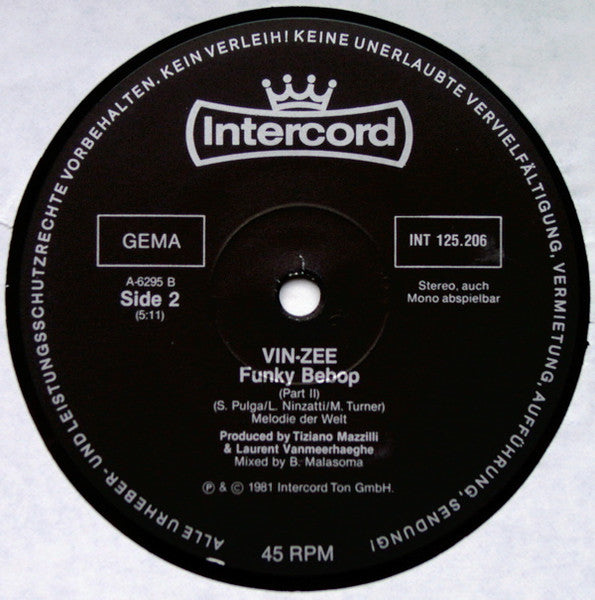 ALLE URHEBER- UND LEISTUNGSSCHUTZRECHTE VORBEHALTEN. KEIN VERLEIH! KEINE UNERLAUBTE VERVIELFÄLTIGUNG, VERMIETUNG, AUFFÜHRUNG, SENDUNG!
Intercord
GEMA
INT 125.206
A-6295 B
Side 2
(5:11)
Stereo, auch
Mono abspielbar
VIN-ZEE
Funky Bebop
(Part II)
(S. Pulga/L. Ninzatti/M. Turner)
Melodie der Welt
Produced by Tiziano Mazzilli
& Laurent Vanmeerhaeghe
Mixed by B. Malasoma
Ⓟ & © 1981 Intercord Ton GmbH.
45 RPM